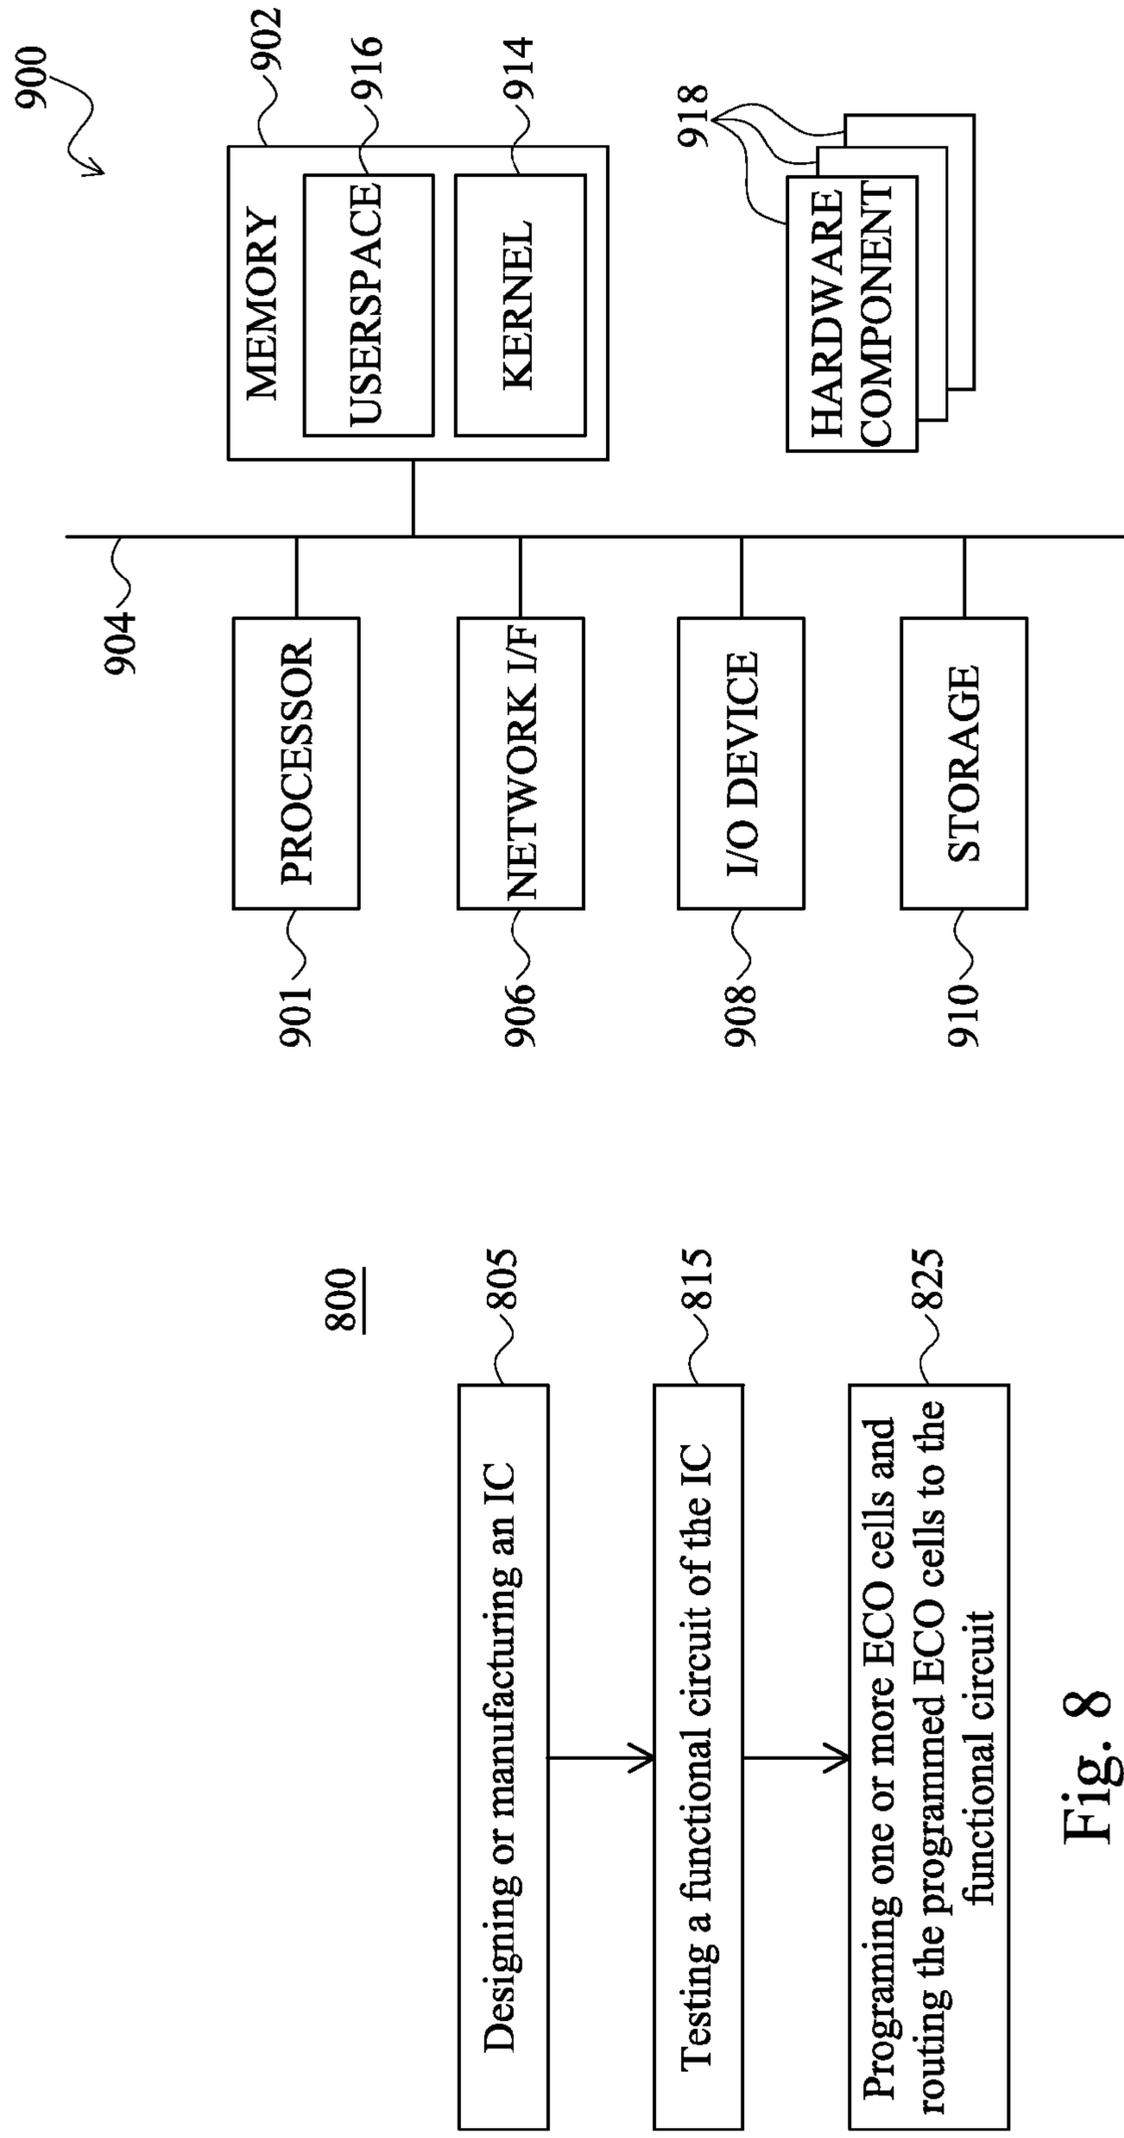 800
Designing or manufacturing an IC
805
Testing a functional circuit of the IC
815
Programing one or more ECO cells and
routing the programmed ECO cells to the
functional circuit
825
Fig. 8
900
904
PROCESSOR
901
NETWORK I/F
906
I/O DEVICE
908
STORAGE
910
MEMORY
902
USERSPACE
916
KERNEL
914
HARDWARE
COMPONENT
918